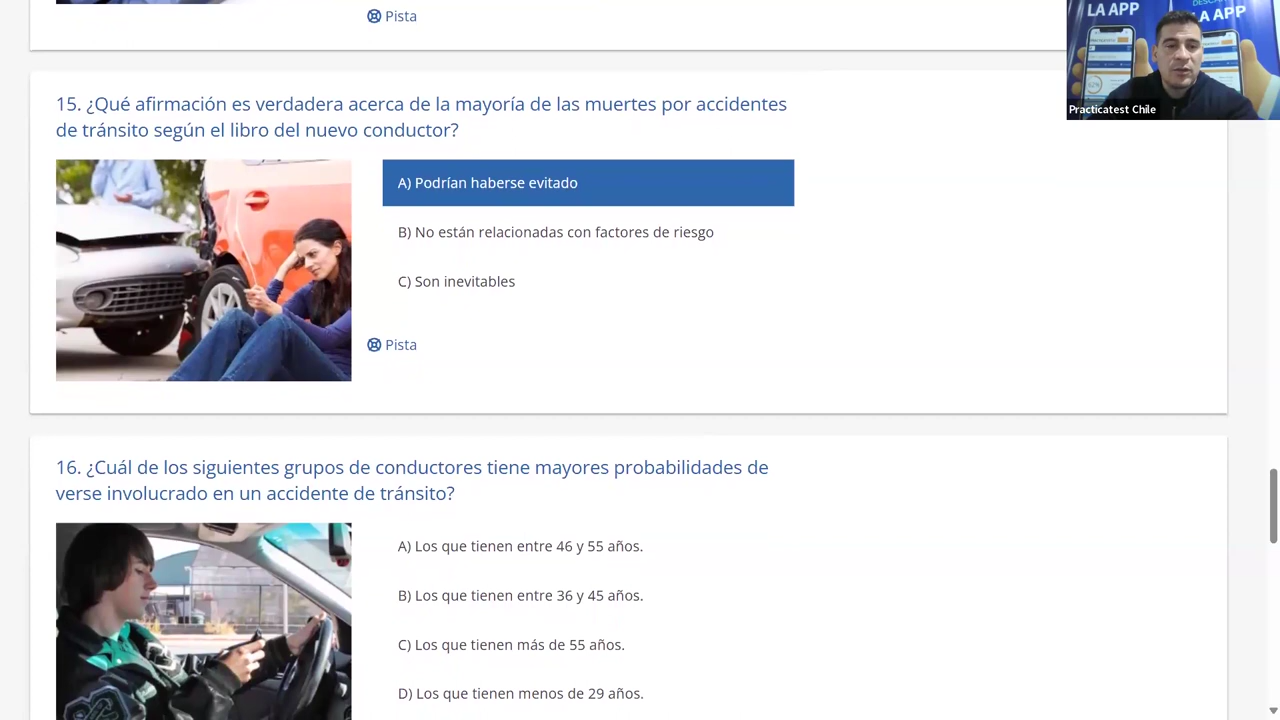 Pista
LA APP
LA APP
Practicatest Chile
15. ¿Qué afirmación es verdadera acerca de la mayoría de las muertes por accidentes
de tránsito según el libro del nuevo conductor?
A) Podrían haberse evitado
B) No están relacionadas con factores de riesgo
C) Son inevitables
Pista
16. ¿Cuál de los siguientes grupos de conductores tiene mayores probabilidades de
verse involucrado en un accidente de tránsito?
A) Los que tienen entre 46 y 55 años.
B) Los que tienen entre 36 y 45 años.
C) Los que tienen más de 55 años.
D) Los que tienen menos de 29 años.